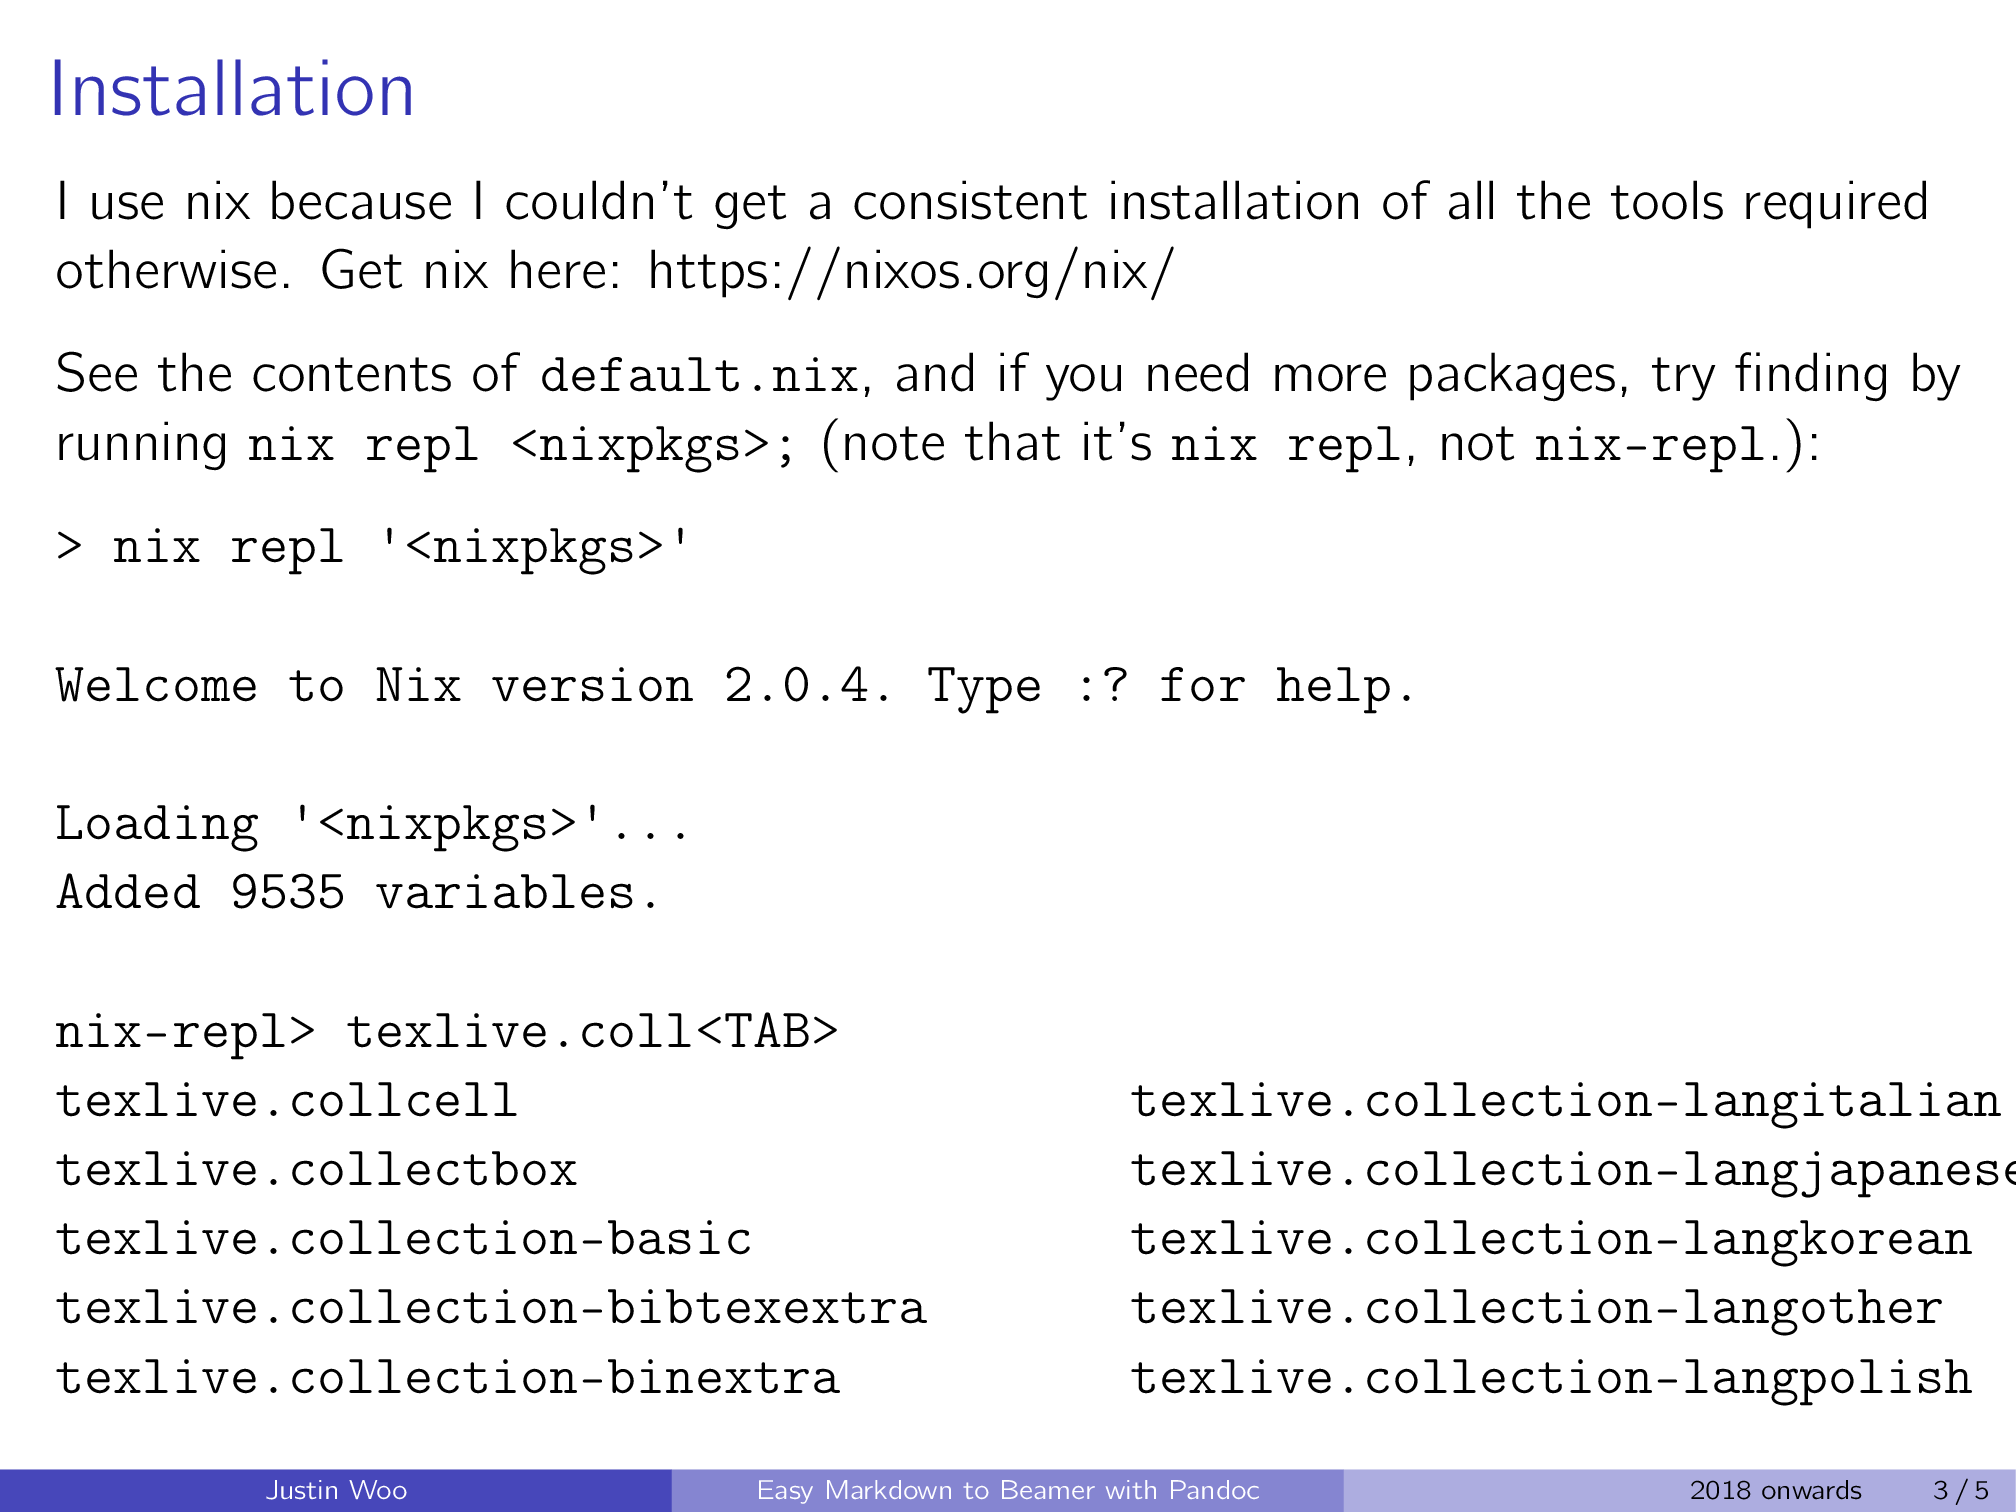 Installation
I use nix because I couldn't get a consistent installation of all the tools required
otherwise. Get nix here: https://nixos.org/nix/
See the contents of default.nix, and if you need more packages, try finding by
running nix repl <nixpkgs>; (note that it's nix repl, not nix-repl.):
> nix repl '<nixpkgs>'
Welcome to Nix version 2.0.4. Type :? for help.
Loading '<nixpkgs>'...
Added 9535 variables.
nix-repl> texlive.coll<TAB>
texlive.collcell texlive.collection-langitalian
texlive.collectbox texlive.collection-langjapanese
texlive.collection-basic texlive.collection-langkorean
texlive.collection-bibtexextra texlive.collection-langother
texlive.collection-binextra texlive.collection-langpolish
Justin Woo Easy Markdown to Beamer with Pandoc 2018 onwards 3 / 5